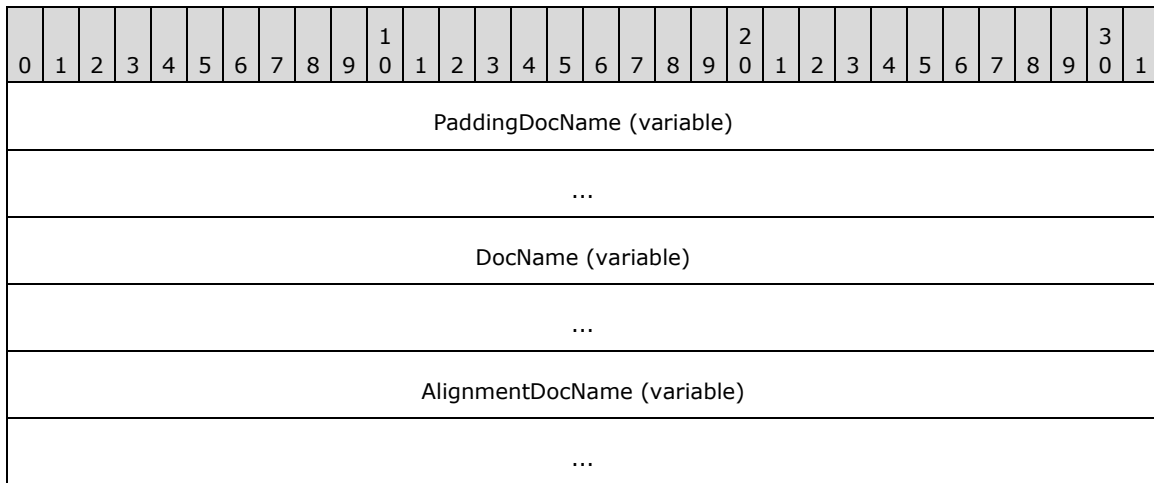 1 2 3
0 1 2 3 4 5 6 7 8 9 0 1 2 3 4 5 6 7 8 9 0 1 2 3 4 5 6 7 8 9 0 1
PaddingDocName (variable)
...
DocName (variable)
...
AlignmentDocName (variable)
...